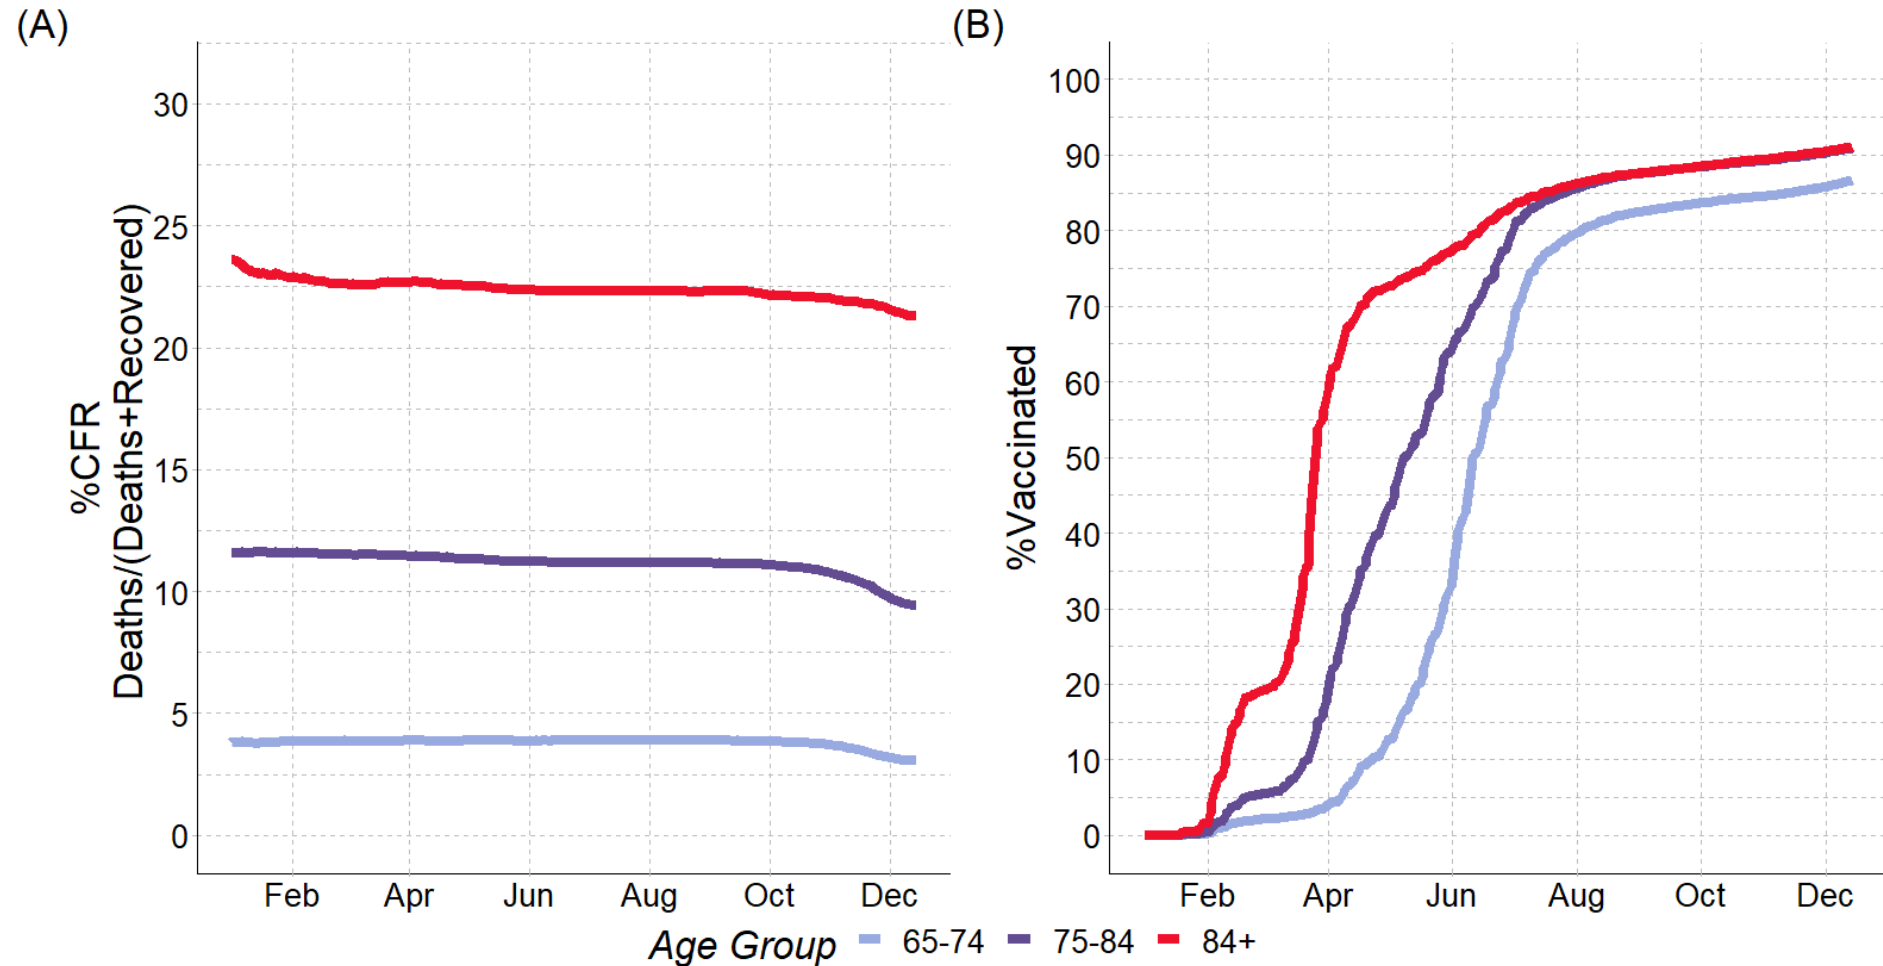 (A)
%CFR
Deaths/(Deaths+Recovered)
30
25
20
15
10
5
0
Feb Apr Jun Aug Oct Dec
(B)
%Vaccinated
100
90
80
70
60
50
40
30
20
10
0
Feb Apr Jun Aug Oct Dec
Age Group 65-74 75-84 84+